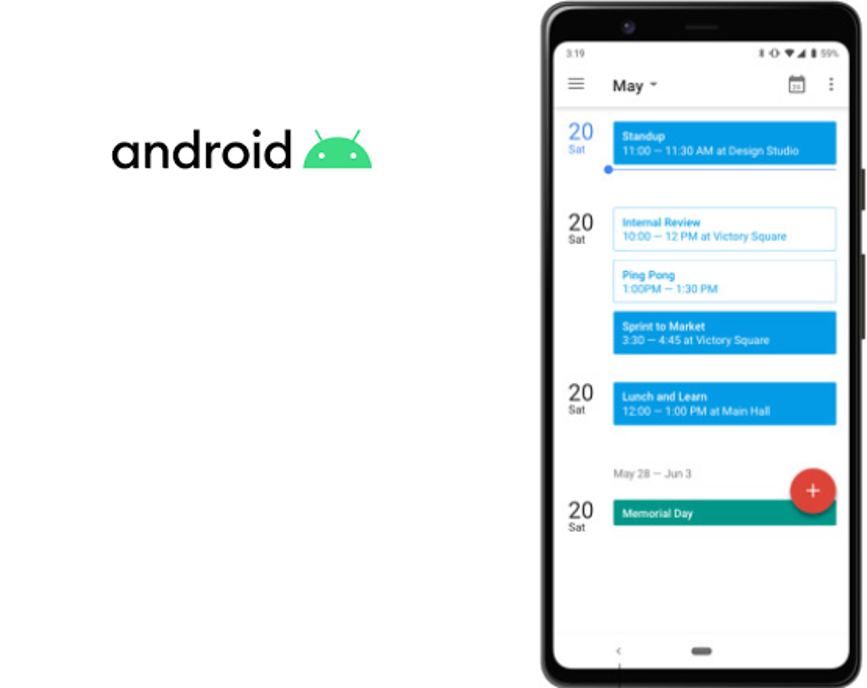 android
3:19
59%
May
20
Sat
Standup
11:00 – 11:30 AM at Design Studio
20
Sat
Internal Review
10:00 – 12 PM at Victory Square
Ping Pong
1:00PM – 1:30 PM
Sprint to Market
3:30 – 4:45 at Victory Square
20
Sat
Lunch and Learn
12:00 – 1:00 PM at Main Hall
May 28 – Jun 3
20
Sat
Memorial Day